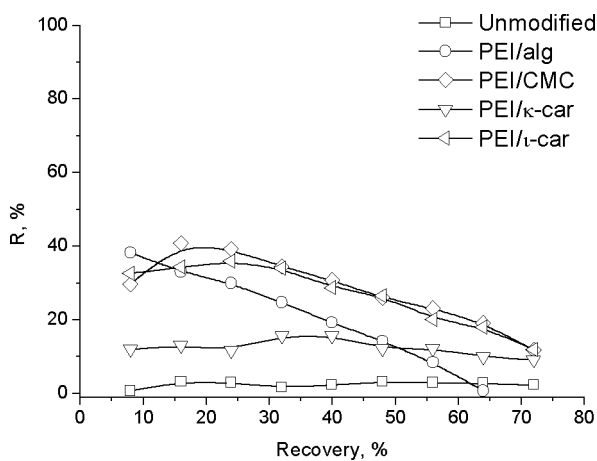 100
80
60
40
20
0
R, %
0 10 20 30 40 50 60 70 80
Recovery, %
Unmodified
PEI/alg
PEI/CMC
PEI/κ-car
PEI/ι-car